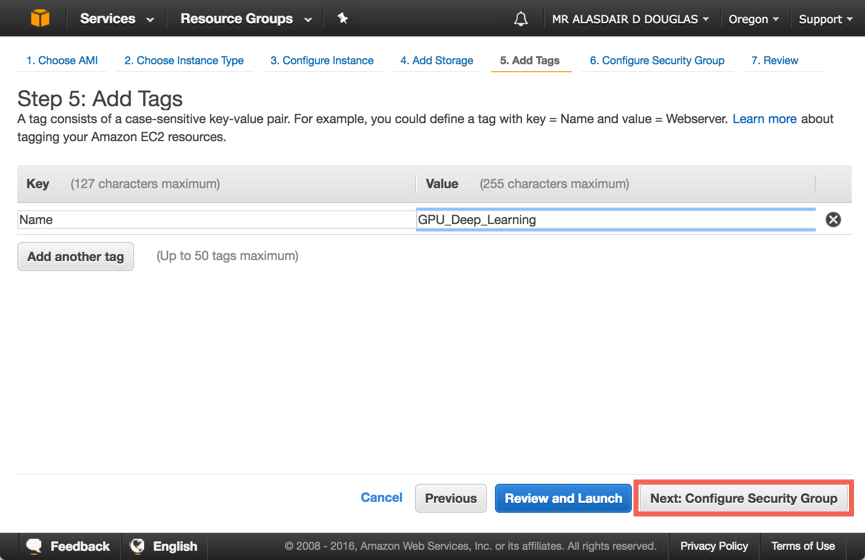 Services Resource Groups MR ALASDAIR D DOUGLAS Oregon Support
1. Choose AMI 2. Choose Instance Type 3. Configure Instance 4. Add Storage 5. Add Tags 6. Configure Security Group 7. Review
Step 5: Add Tags
A tag consists of a case-sensitive key-value pair. For example, you could define a tag with key = Name and value = Webserver. Learn more about
tagging your Amazon EC2 resources.
Key (127 characters maximum) Value (255 characters maximum)
Name GPU_Deep_Learning
Add another tag (Up to 50 tags maximum)
Cancel Previous Review and Launch Next: Configure Security Group
Feedback English © 2008 - 2016, Amazon Web Services, Inc. or its affiliates. All rights reserved. Privacy Policy Terms of Use